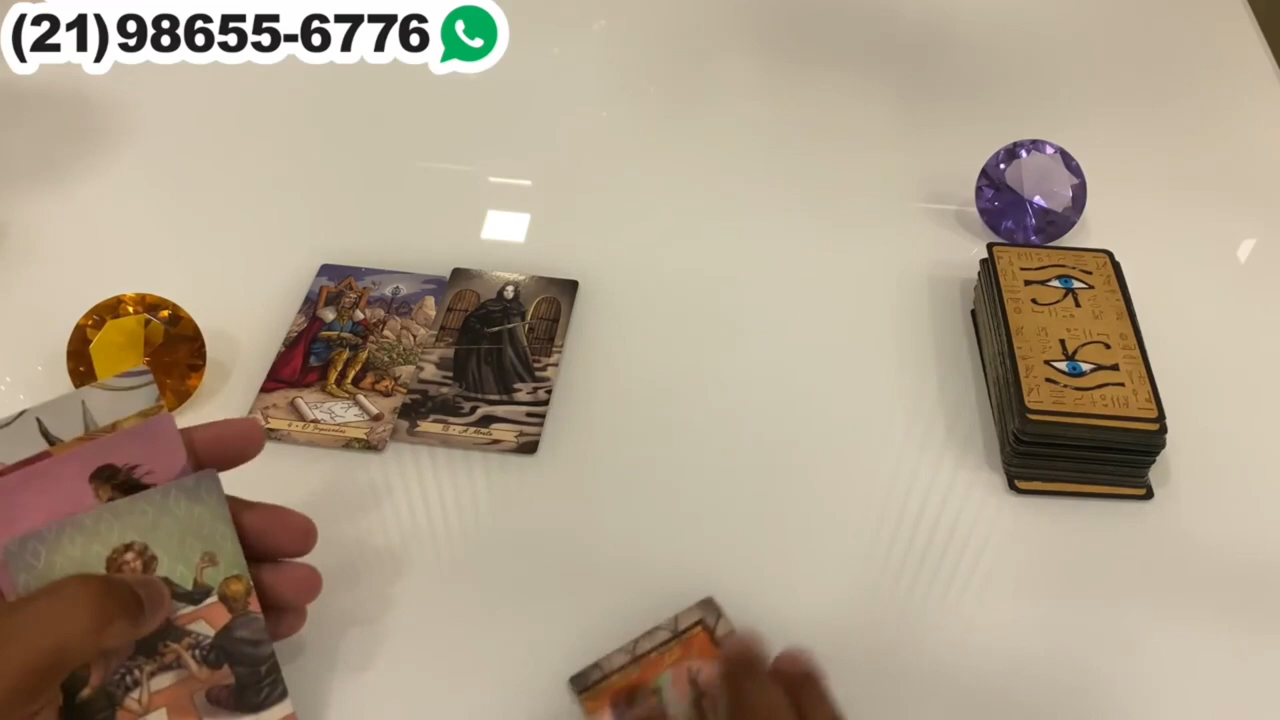 (21)98655-6776
4 • O Imperador
13 • A Morte